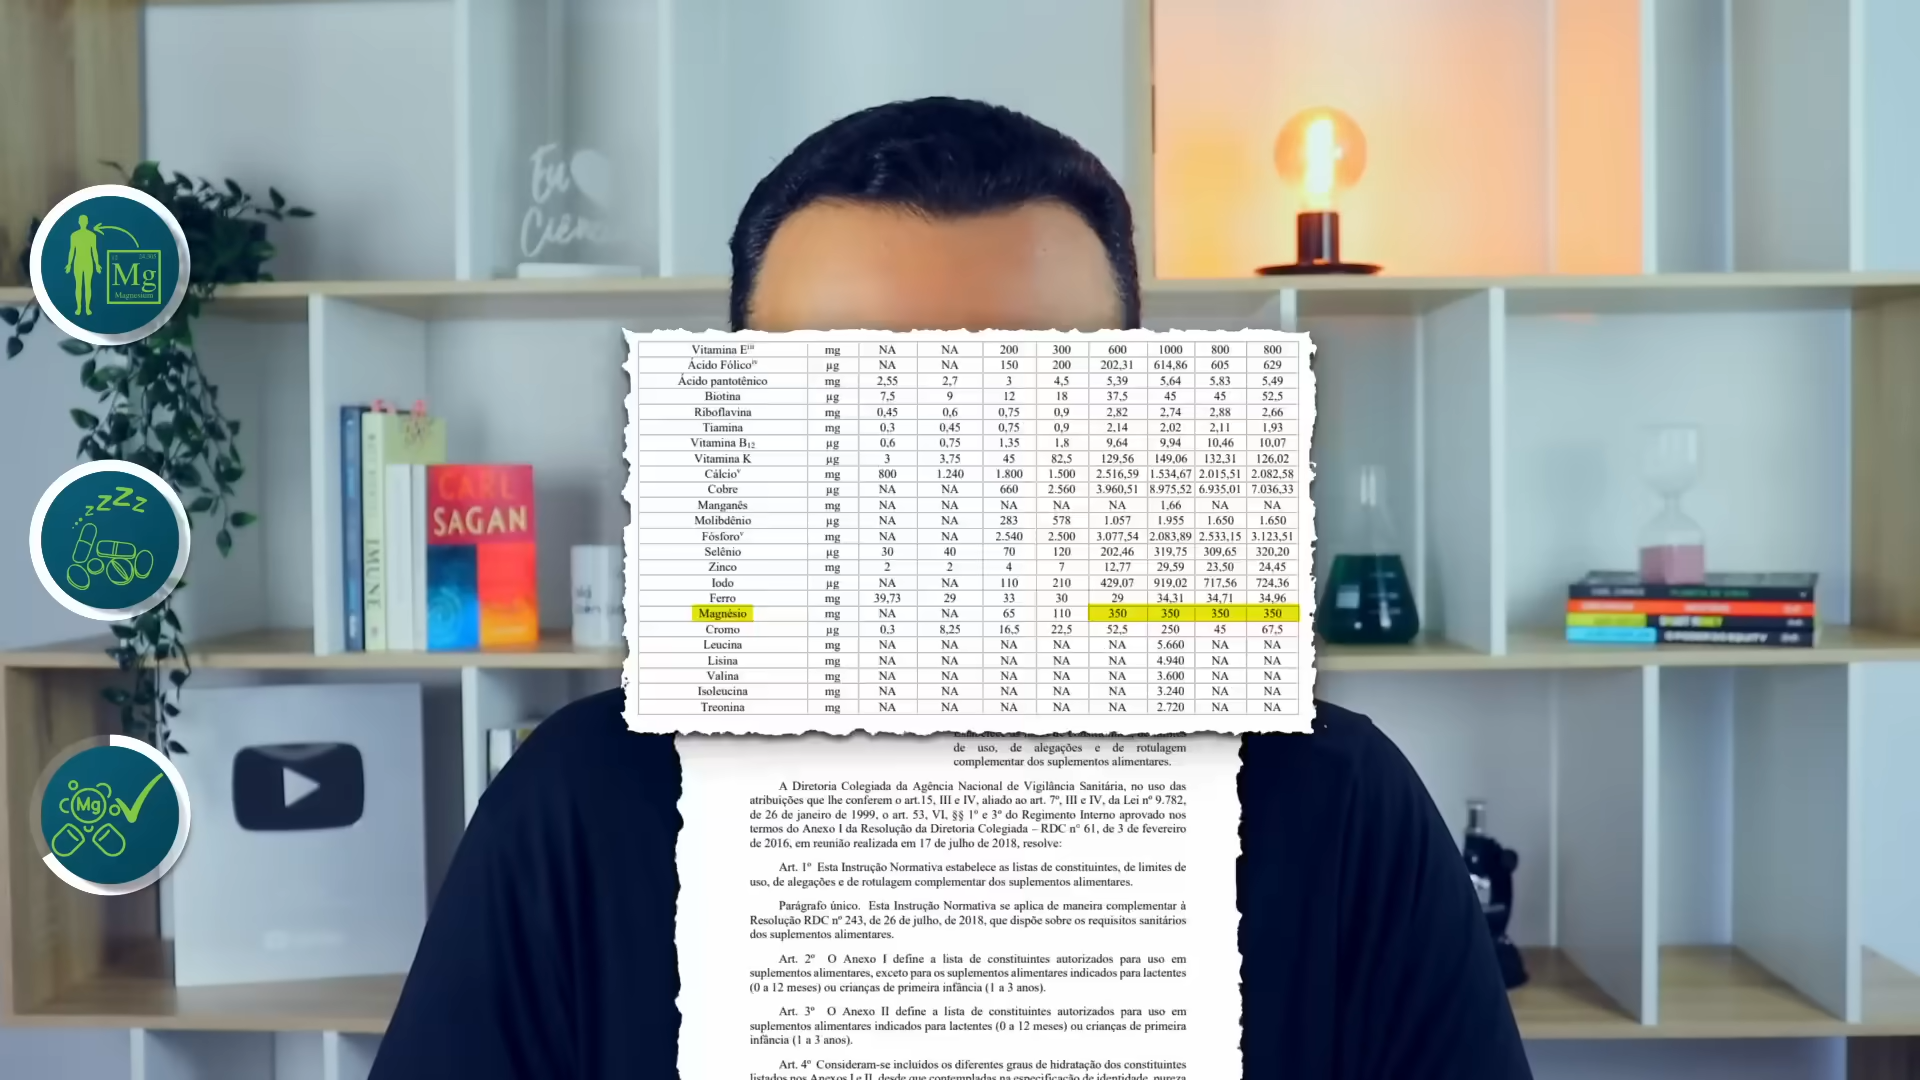 Eu
Mg
Magnesium
zZZZ
CARL
SAGAN
IMUNE
Vitamina Eⁱⁱⁱ mg NA NA 200 300 600 1000 800 800
Ácido Fólicoⁱᵛ µg NA NA 150 200 202,31 614,86 605 629
Ácido pantotênico mg 2,55 2,7 3 4,5 5,39 5,64 5,83 5,49
Biotina µg 7,5 9 12 18 37,5 45 45 52,5
Riboflavina mg 0,45 0,6 0,75 0,9 2,82 2,74 2,88 2,66
Tiamina mg 0,3 0,45 0,75 0,9 2,14 2,02 2,11 1,93
Vitamina B₁₂ µg 0,6 0,75 1,35 1,8 9,64 9,94 10,46 10,07
Vitamina K µg 3 3,75 45 82,5 129,56 149,06 132,31 126,02
Cálcioᵛ mg 800 1.240 1.800 1.500 2.516,59 1.534,67 2.015,51 2.082,58
Cobre µg NA NA 660 2.560 3.960,51 8.975,52 6.935,01 7.036,33
Manganês mg NA NA NA NA NA 1,66 NA NA
Molibdênio µg NA NA 283 578 1.057 1.955 1.650 1.650
Fósforoᵛ mg NA NA 2.540 2.500 3.077,54 2.083,89 2.533,15 3.123,51
Selênio µg 30 40 70 120 202,46 319,75 309,65 320,20
Zinco mg 2 2 4 7 12,77 29,59 23,50 24,45
Iodo µg NA NA 110 210 429,07 919,02 717,56 724,36
Ferro mg 39,73 29 33 30 29 34,31 34,71 34,96
Magnésio mg NA NA 65 110 350 350 350 350
Cromo µg 0,3 8,25 16,5 22,5 52,5 250 45 67,5
Leucina mg NA NA NA NA NA 5.660 NA NA
Lisina mg NA NA NA NA NA 4.940 NA NA
Valina mg NA NA NA NA NA 3.600 NA NA
Isoleucina mg NA NA NA NA NA 3.240 NA NA
Treonina mg NA NA NA NA NA 2.720 NA NA
de uso, de alegações e de rotulagem
complementar dos suplementos alimentares.
A Diretoria Colegiada da Agência Nacional de Vigilância Sanitária, no uso das
atribuições que lhe conferem o art.15, III e IV, aliado ao art. 7º, III e IV, da Lei nº 9.782,
de 26 de janeiro de 1999, o art. 53, VI, §§ 1º e 3º do Regimento Interno aprovado nos
termos do Anexo I da Resolução da Diretoria Colegiada – RDC n° 61, de 3 de fevereiro
de 2016, em reunião realizada em 17 de julho de 2018, resolve:
Art. 1º Esta Instrução Normativa estabelece as listas de constituintes, de limites de
uso, de alegações e de rotulagem complementar dos suplementos alimentares.
Parágrafo único. Esta Instrução Normativa se aplica de maneira complementar à
Resolução RDC nº 243, de 26 de julho, de 2018, que dispõe sobre os requisitos sanitários
dos suplementos alimentares.
Art. 2º O Anexo I define a lista de constituintes autorizados para uso em
suplementos alimentares, exceto para os suplementos alimentares indicados para lactentes
(0 a 12 meses) ou crianças de primeira infância (1 a 3 anos).
Art. 3º O Anexo II define a lista de constituintes autorizados para uso em
suplementos alimentares indicados para lactentes (0 a 12 meses) ou crianças de primeira
infância (1 a 3 anos).
Art. 4º Consideram-se incluídos os diferentes graus de hidratação dos constituintes
listados nos Anexos I e II, desde que contempladas na especificação de identidade, pureza
Mg